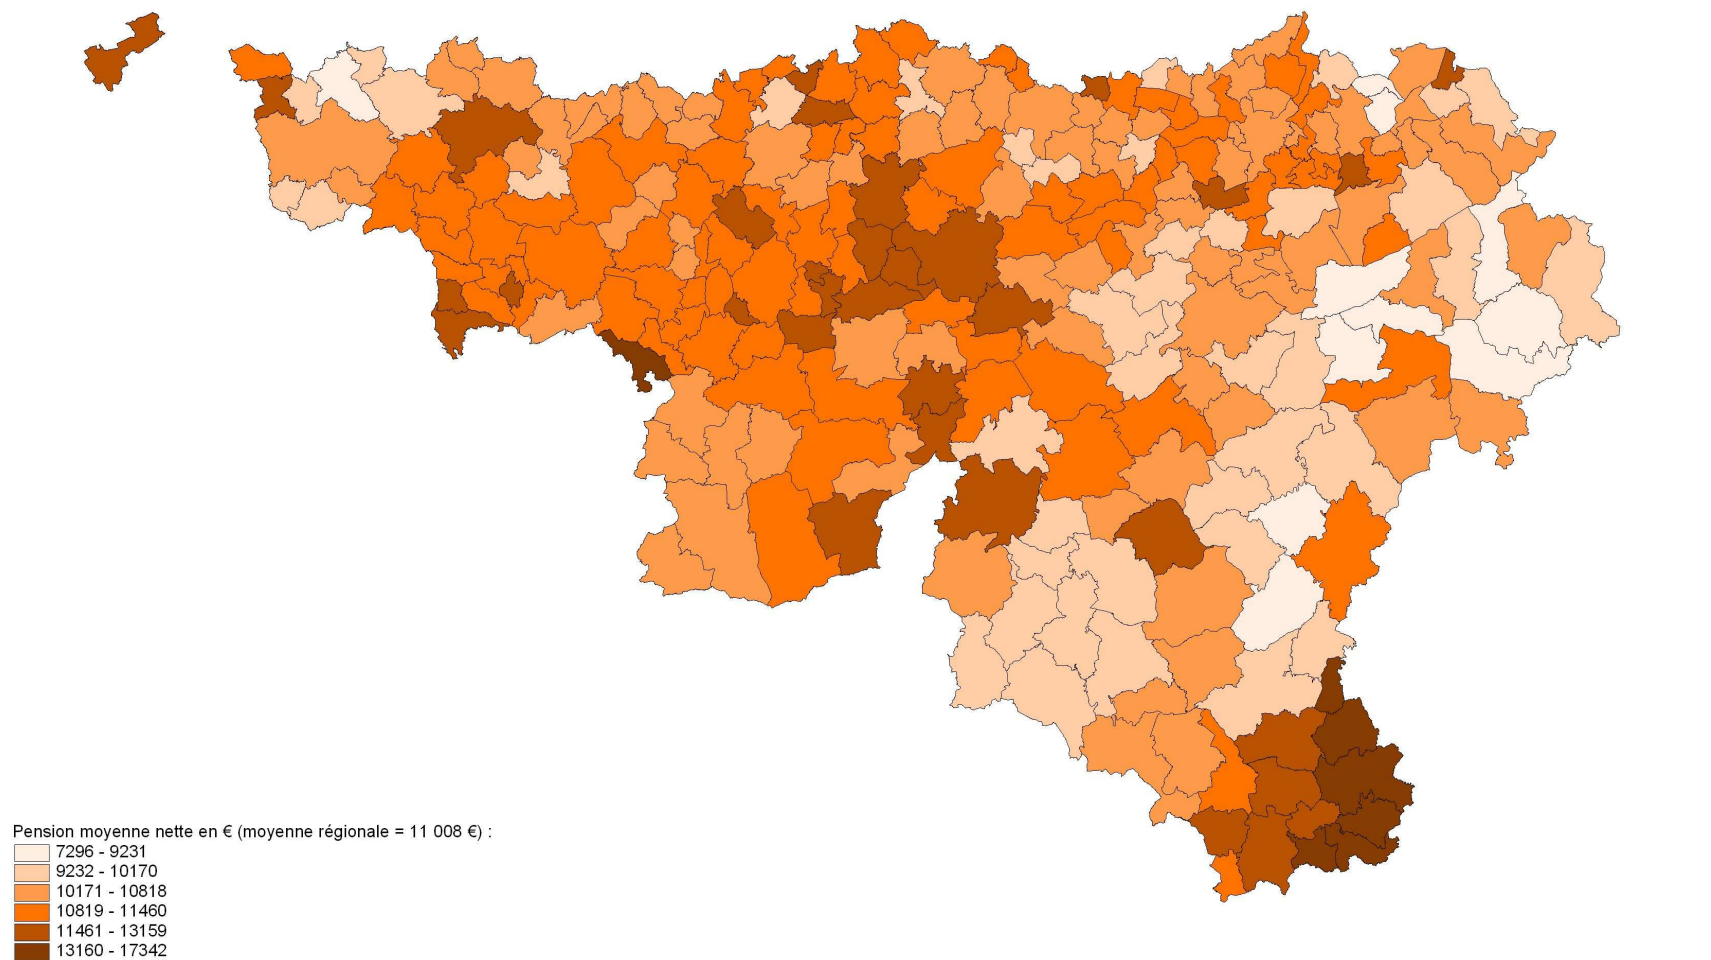 Pension moyenne nette en € (moyenne régionale = 11 008 €) :
7296 - 9231
9232 - 10170
10171 - 10818
10819 - 11460
11461 - 13159
13160 - 17342